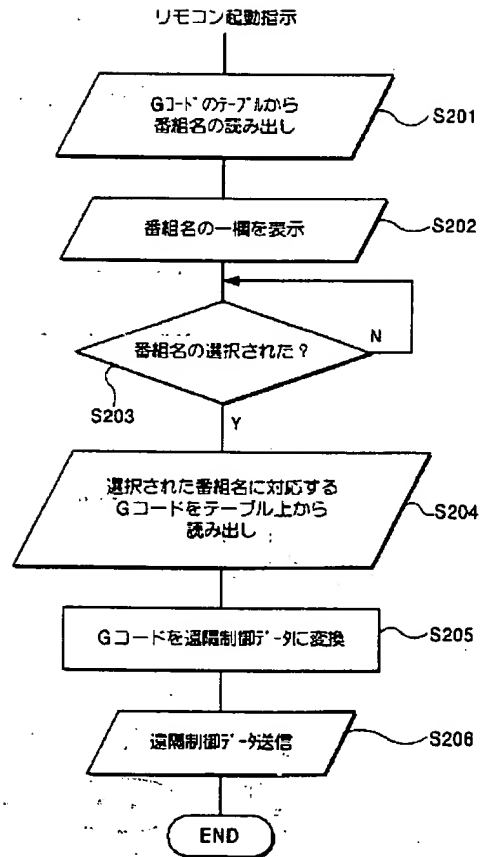 リモコン起動指示
Gコードのテーブルから
番組名の読み出し
S201
番組名の一欄を表示
S202
番組名の選択された？
N
S203
Y
選択された番組名に対応する
Gコードをテーブル上から
読み出し
S204
Gコードを遠隔制御データに変換
S205
遠隔制御データ送信
S206
END